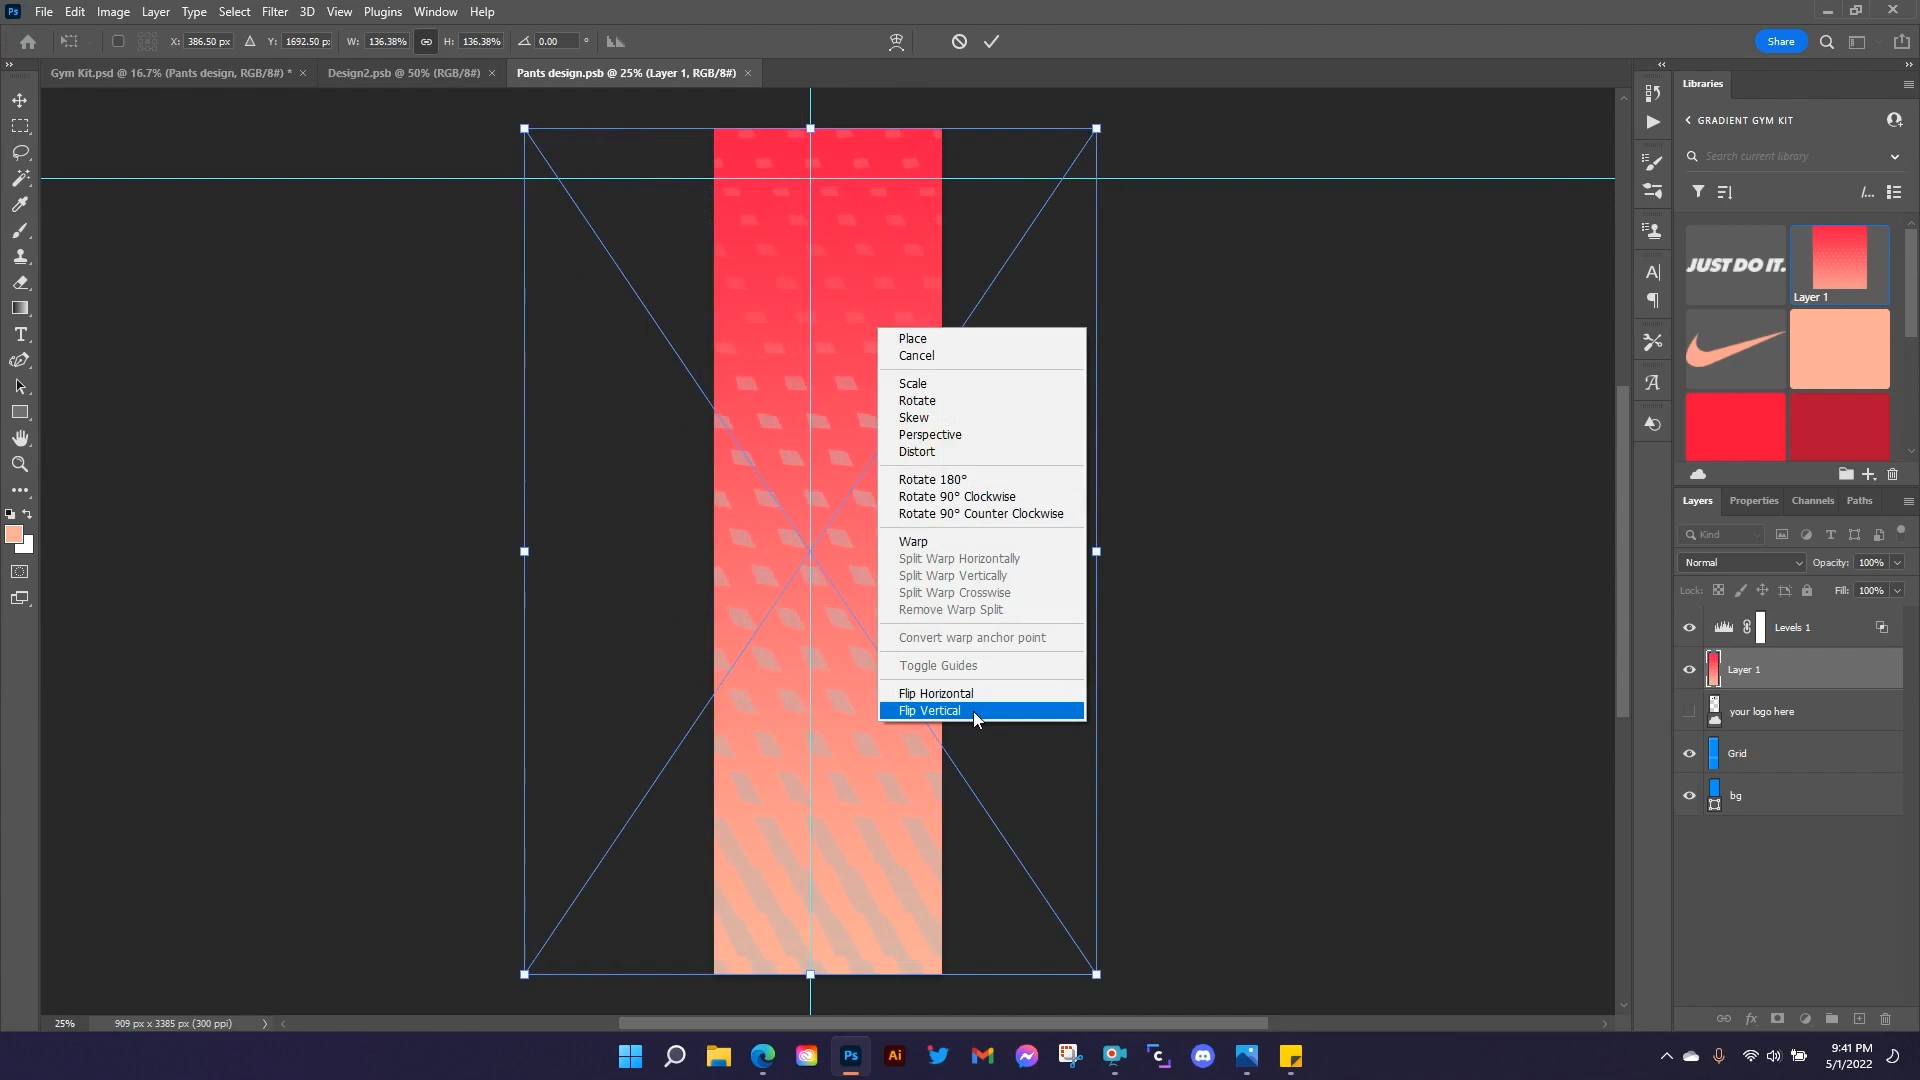 Ps File Edit Image Layer Type Select Filter 3D View Plugins Window Help
X: 386.50 px Y: 1692.50 p: W: 136.38% H: 136.38% 0.00 °
Share
Gym Kit.psd @ 16.7% (Pants design, RGB/8#) * ×
Design2.psb @ 50% (RGB/8#) ×
Pants design.psb @ 25% (Layer 1, RGB/8#) ×
Libraries
GRADIENT GYM KIT
Search current library
JUST DO IT.
Layer 1
Place
Cancel
Scale
Rotate
Skew
Perspective
Distort
Rotate 180°
Rotate 90° Clockwise
Rotate 90° Counter Clockwise
Warp
Split Warp Horizontally
Split Warp Vertically
Split Warp Crosswise
Remove Warp Split
Convert warp anchor point
Toggle Guides
Flip Horizontal
Flip Vertical
Layers Properties Channels Paths
Kind
Normal Opacity: 100%
Lock: Fill: 100%
Levels 1
Layer 1
your logo here
Grid
bg
25% 909 px x 3385 px (300 ppi)
Ps Ai
9:41 PM
5/1/2022